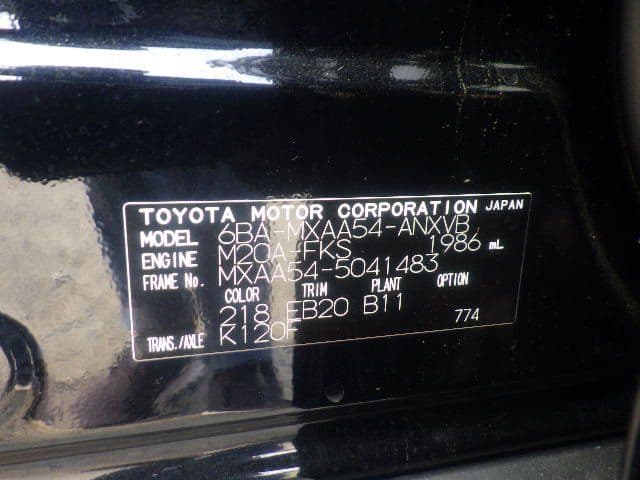 TOYOTA MOTOR CORPORATION JAPAN
MODEL 6BA-MXAA54-ANXVB
ENGINE M20A-FKS 1986 mL
FRAME No. MXAA54-5041483
COLOR TRIM PLANT OPTION
218 EB20 B11 774
TRANS./AXLE K120F